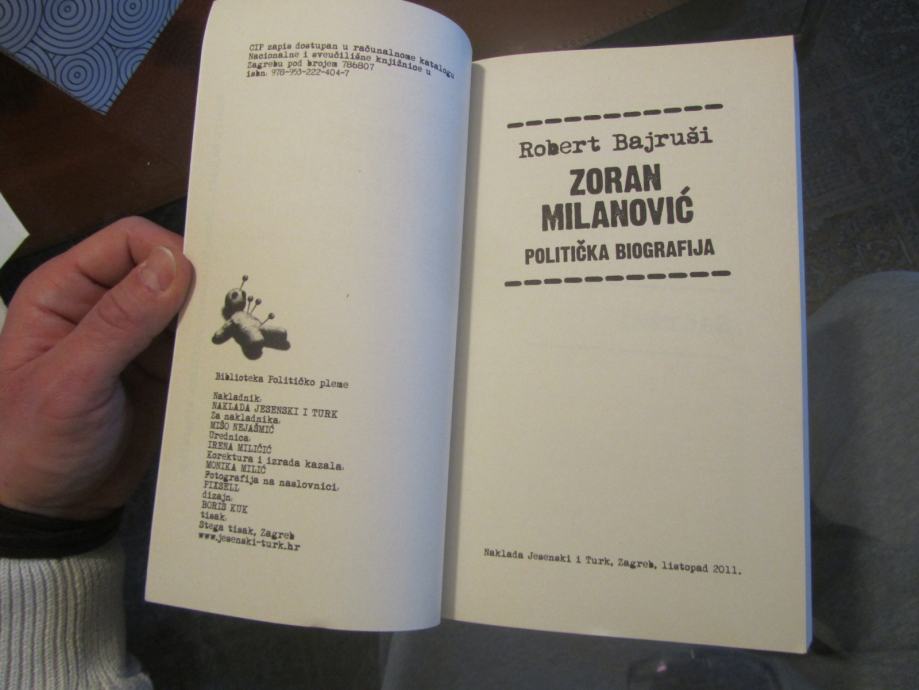 CIP zapis dostupan u računalnome katalogu
Nacionalne i sveučilišne knjižnice u
Zagrebu pod brojem 786807
isbn: 978-953-222-404-7
Biblioteka Političko pleme
Nakladnik:
NAKLADA JESENSKI I TURK
Za nakladnika:
MIŠO NEJAŠMIĆ
Urednica:
IRENA MILIČIĆ
Korektura i izrada kazala:
MONIKA MILIĆ
Fotografija na naslovnici:
PIXSELL
dizajn:
BORIS KUK
tisak:
Stega tisak, Zagreb
www.jesenski-turk.hr
Robert Bajruši
ZORAN
MILANOVIĆ
POLITIČKA BIOGRAFIJA
Naklada Jesenski i Turk, Zagreb, listopad 2011.